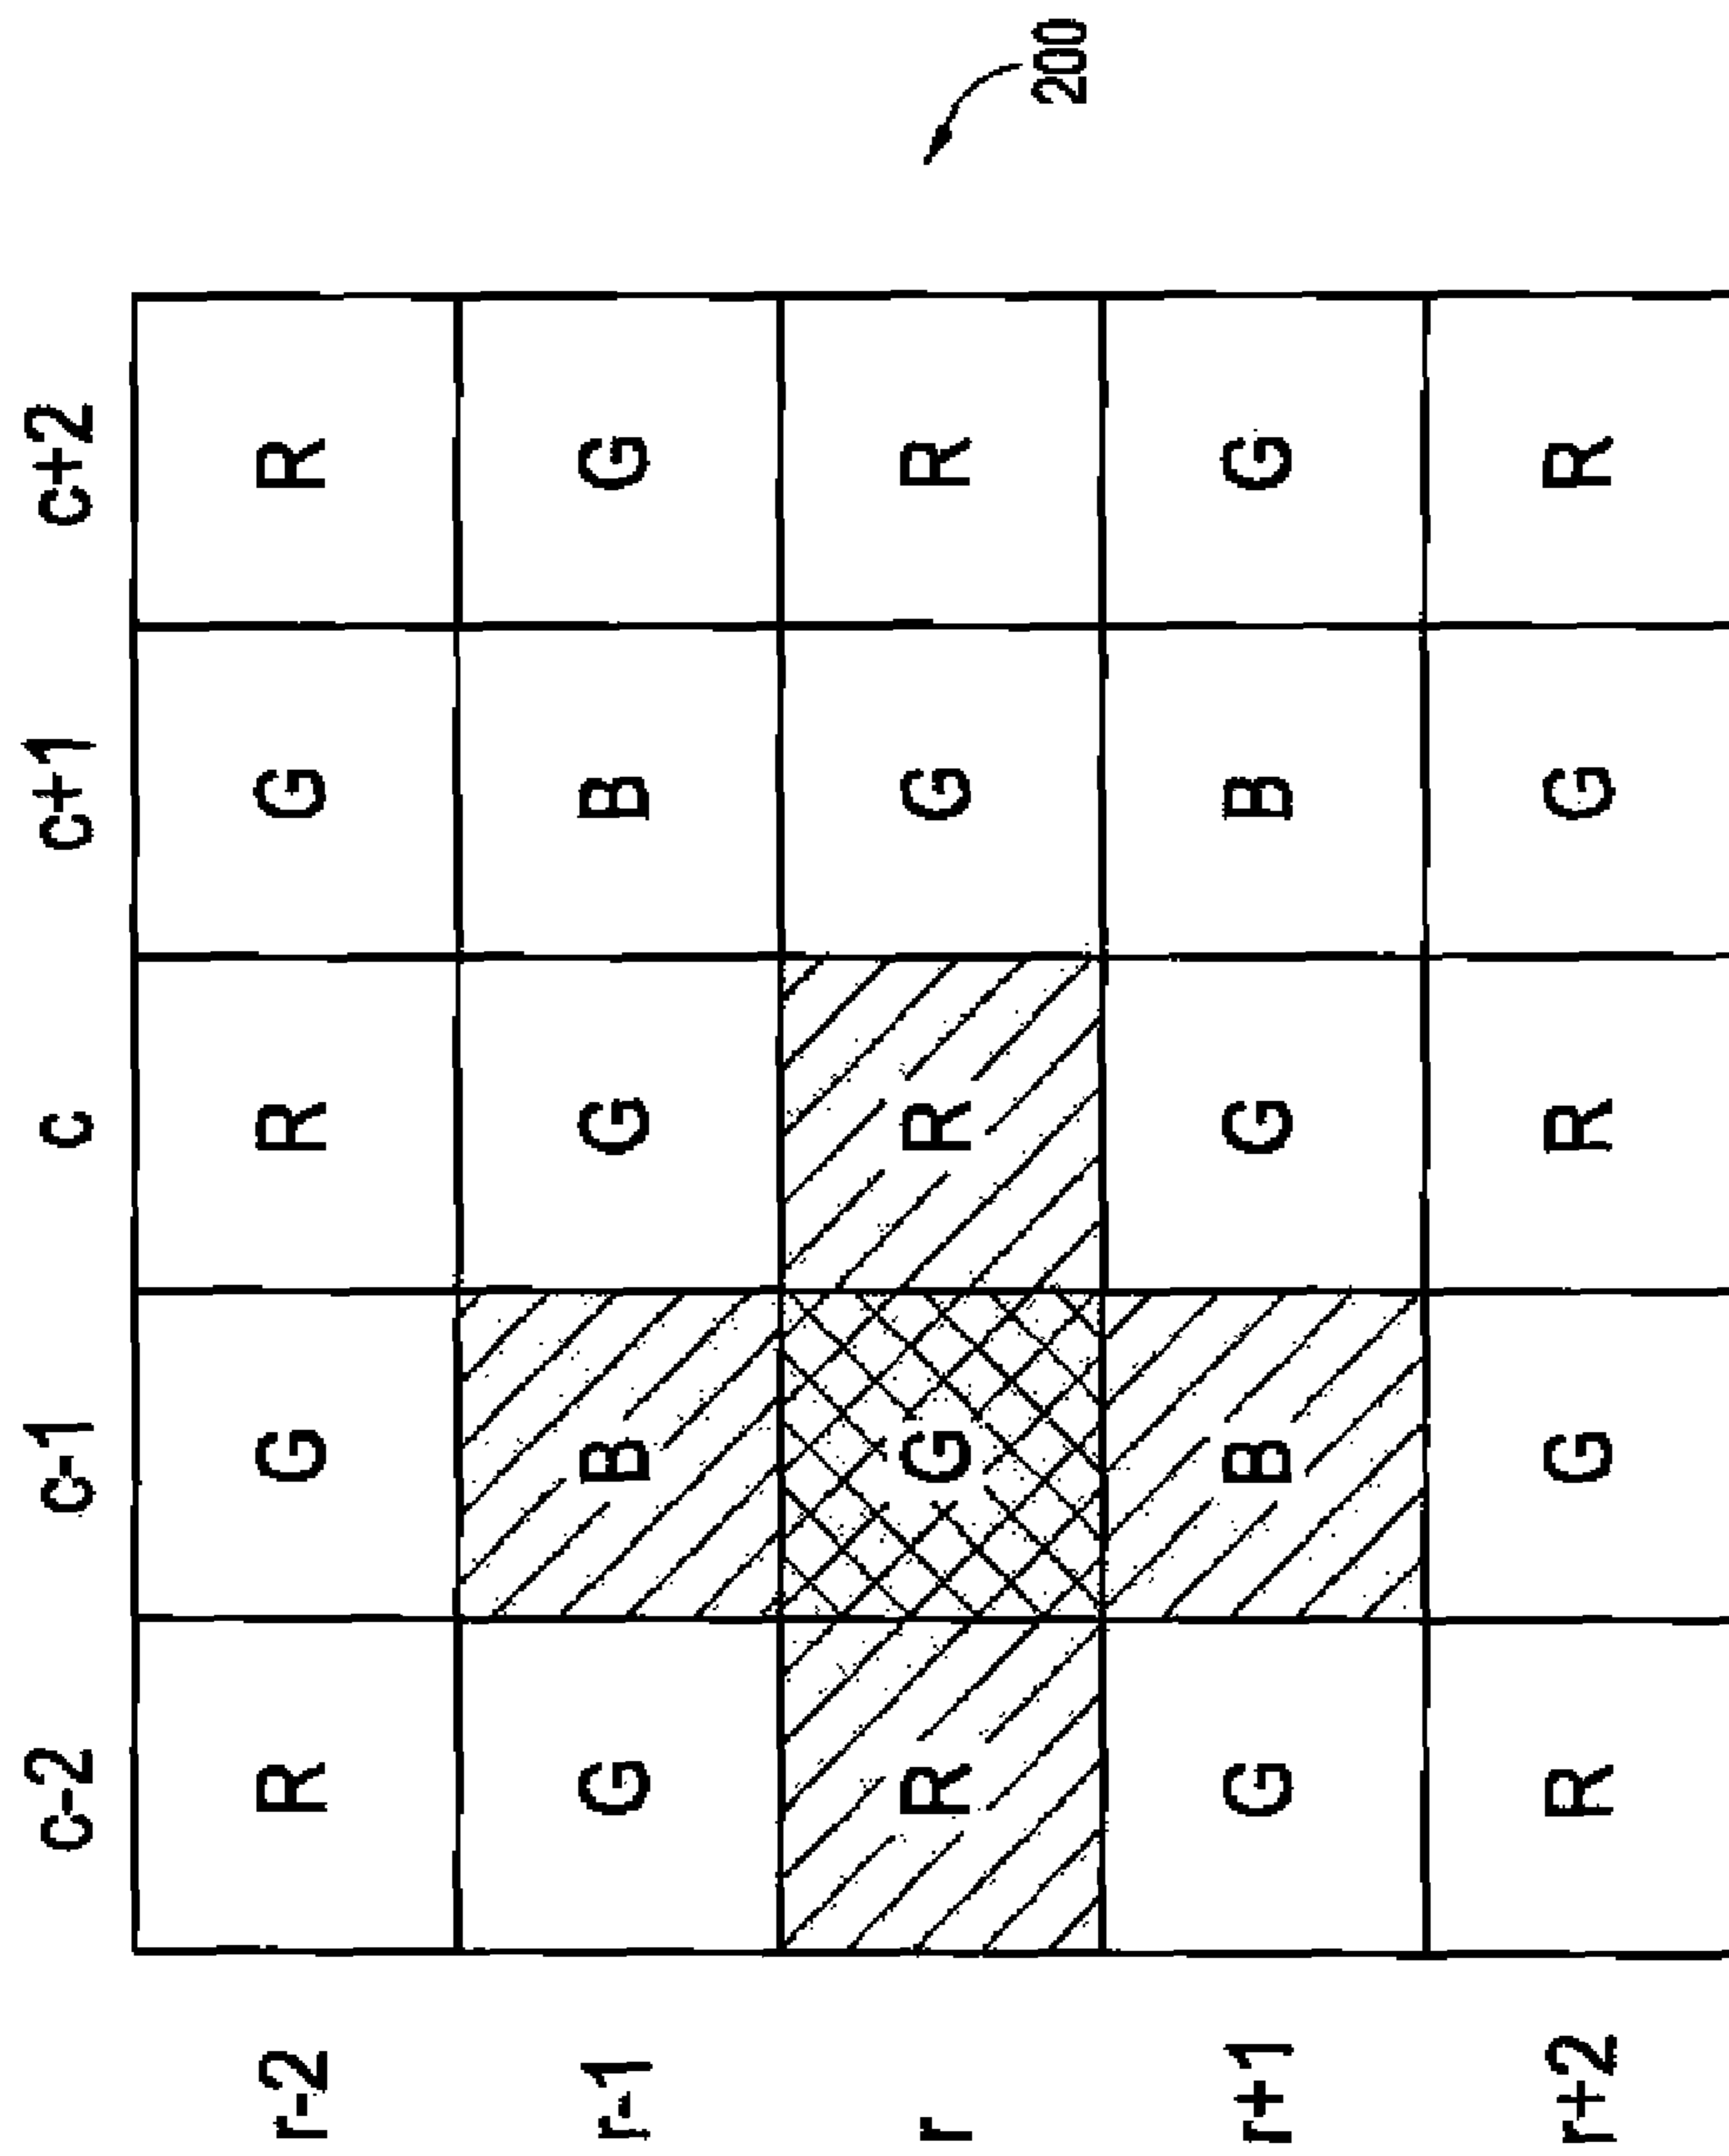 c-2 c-1 c c+1 c+2
r-2 R G R G R
r-1 G B G B G
r R G R G R
r+1 G B G B G
r+2 R G R G R
200